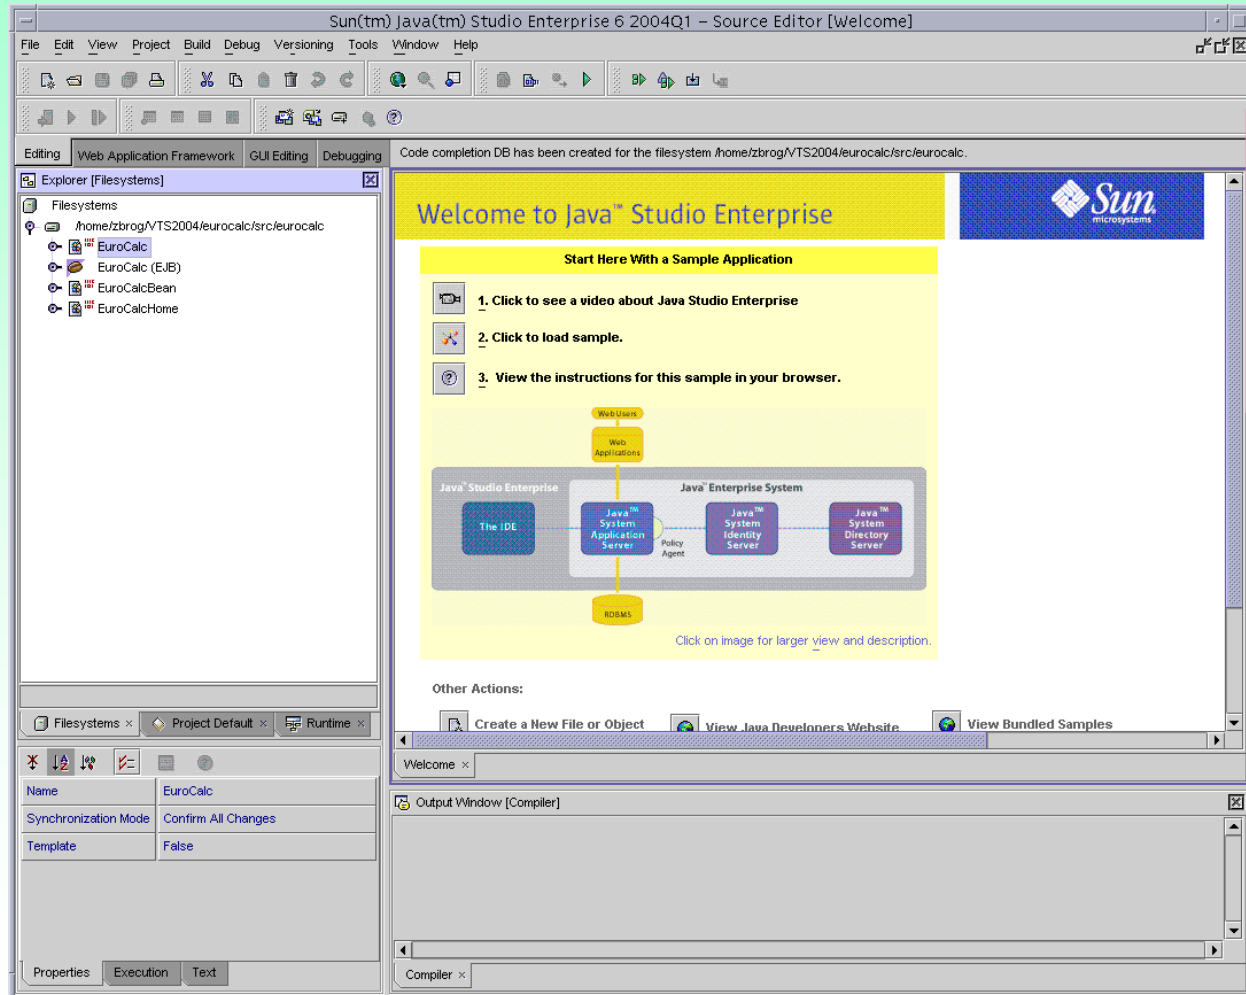 Sun(tm) Java(tm) Studio Enterprise 6 2004Q1 – Source Editor [Welcome]
File Edit View Project Build Debug Versioning Tools Window Help
Editing Web Application Framework GUI Editing Debugging
Code completion DB has been created for the filesystem /home/zbrog/VTS2004/eurocalc/src/eurocalc.
Explorer [Filesystems]
Filesystems
/home/zbrog/VTS2004/eurocalc/src/eurocalc
EuroCalc
EuroCalc (EJB)
EuroCalcBean
EuroCalcHome
Filesystems × Project Default × Runtime ×
Name EuroCalc
Synchronization Mode Confirm All Changes
Template False
Properties Execution Text
Welcome to Java™ Studio Enterprise
Sun
microsystems
Start Here With a Sample Application
1. Click to see a video about Java Studio Enterprise
2. Click to load sample.
3. View the instructions for this sample in your browser.
Web Users
Web
Applications
Java™ Studio Enterprise
Java™ Enterprise System
The IDE
Java™
System
Application
Server
Policy
Agent
Java™
System
Identity
Server
Java™
System
Directory
Server
RDBMS
Click on image for larger view and description.
Other Actions:
Create a New File or Object
View Java Developers Website
View Bundled Samples
Welcome ×
Output Window [Compiler]
Compiler ×